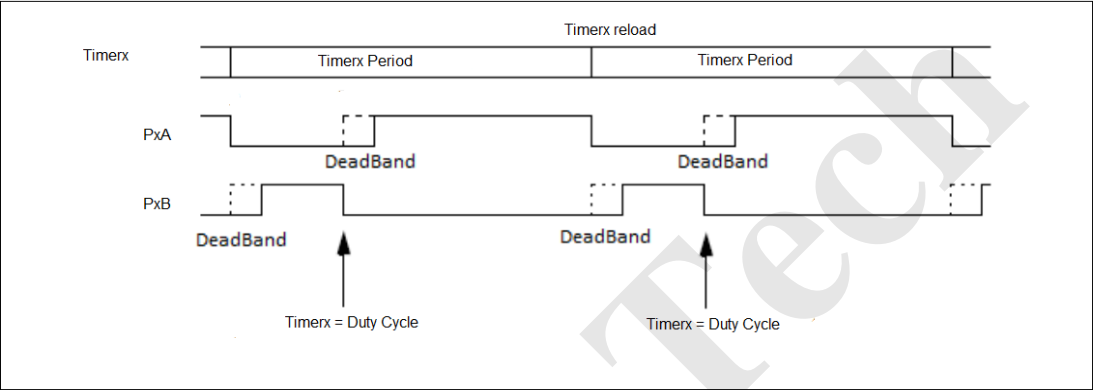 Timerx reload
Timerx
Timerx Period
Timerx Period
PxA
DeadBand
DeadBand
PxB
DeadBand
DeadBand
Timerx = Duty Cycle
Timerx = Duty Cycle
Tech